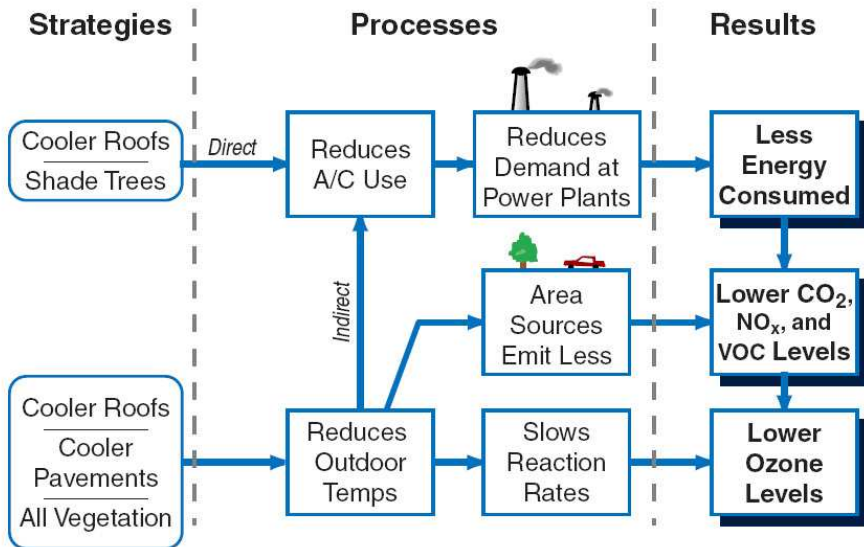 Strategies
Processes
Results
Cooler Roofs
Shade Trees
Direct
Reduces
A/C Use
Reduces
Demand at
Power Plants
Less
Energy
Consumed
Indirect
Area
Sources
Emit Less
Lower CO₂,
NOₓ, and
VOC Levels
Cooler Roofs
Cooler
Pavements
All Vegetation
Reduces
Outdoor
Temps
Slows
Reaction
Rates
Lower
Ozone
Levels